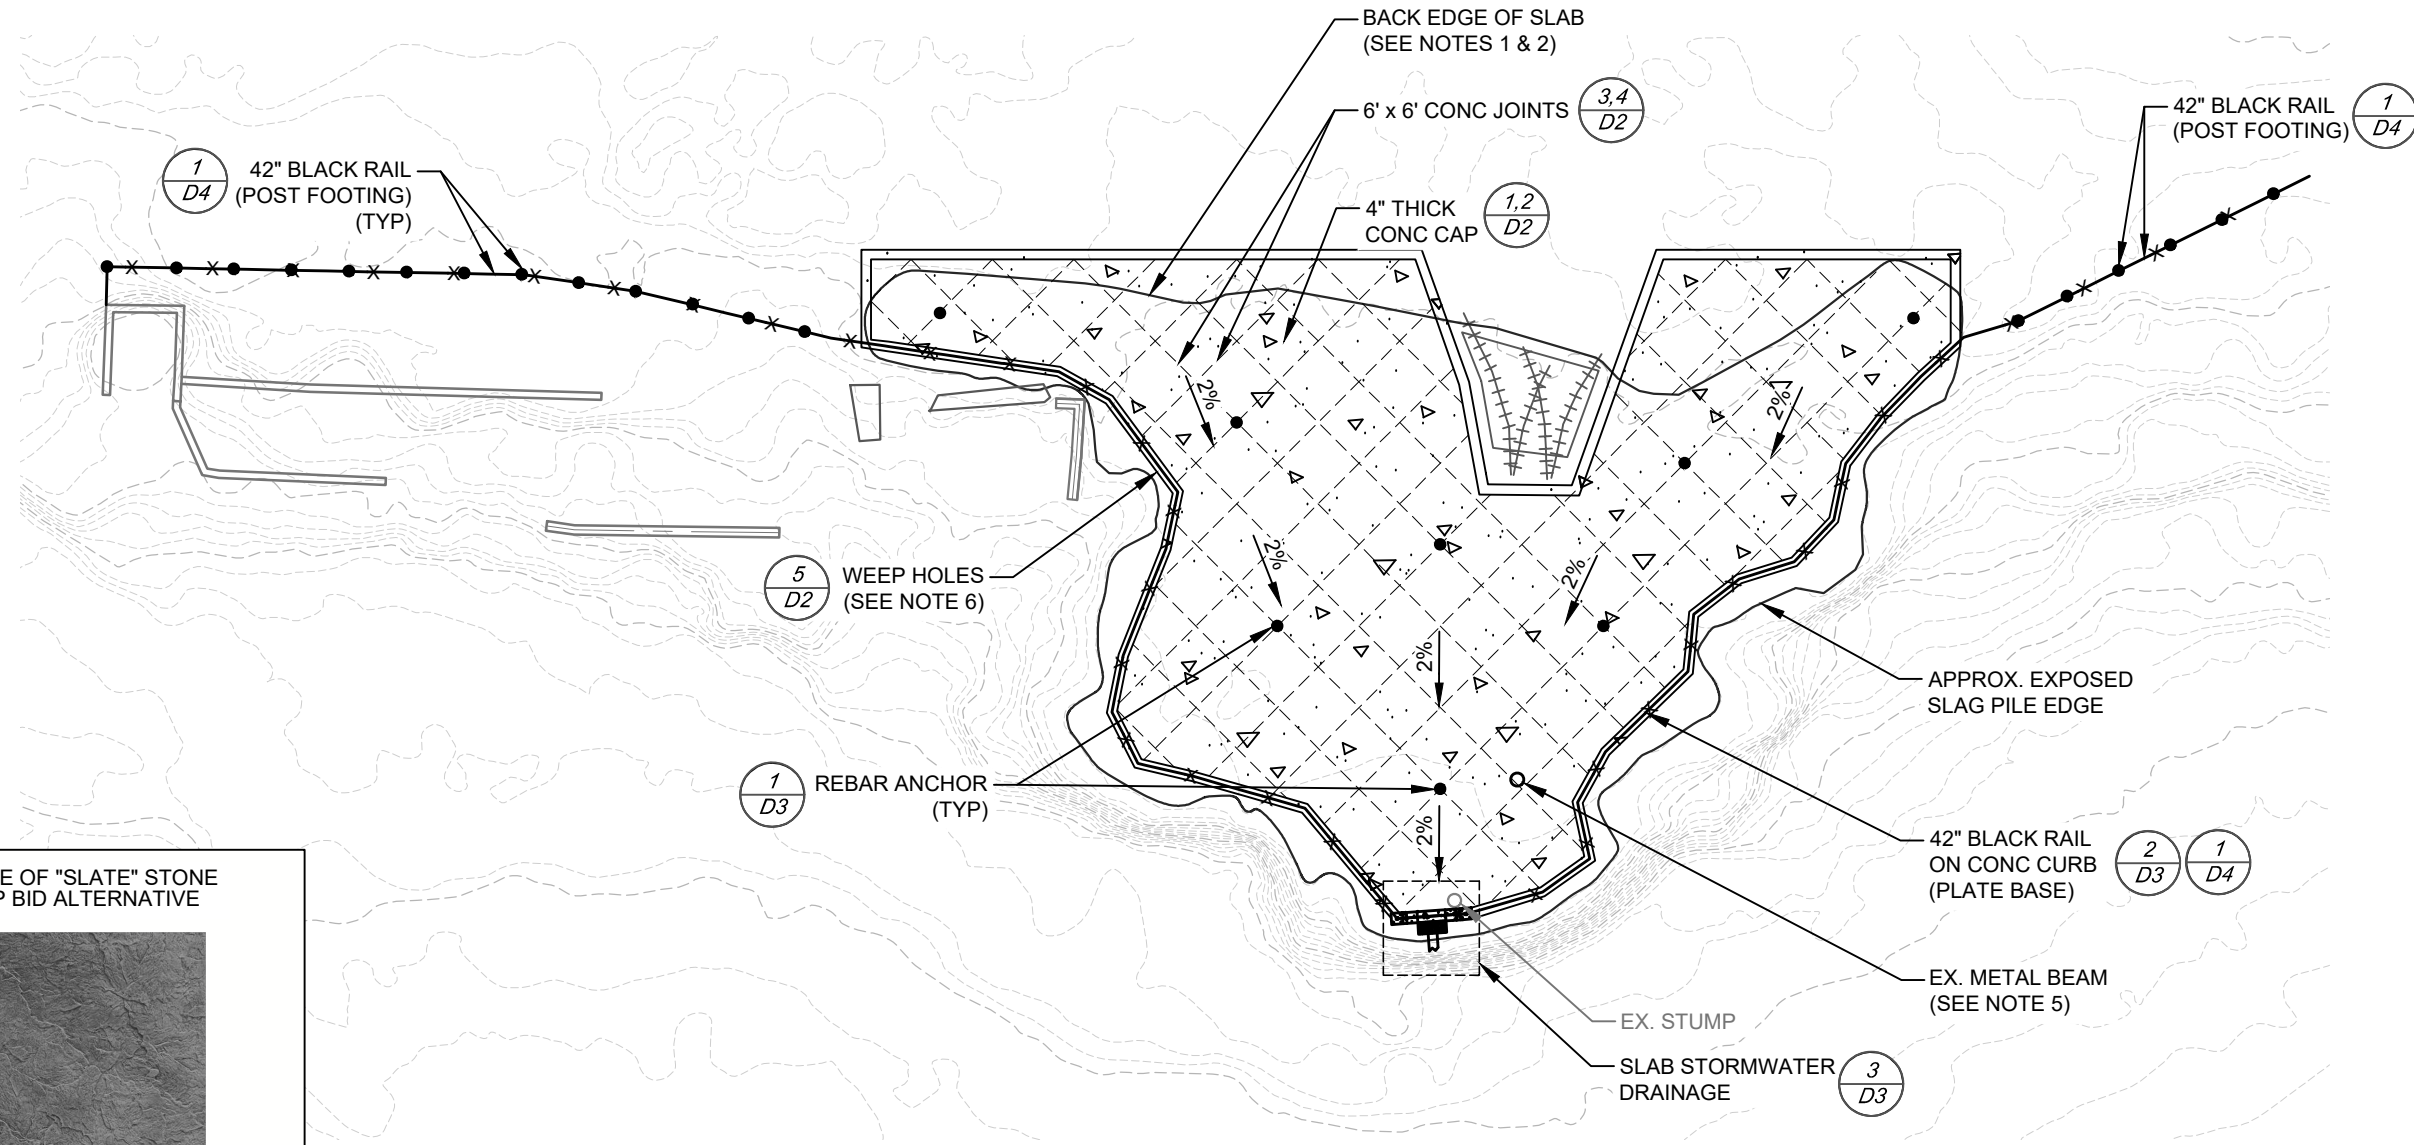 BACK EDGE OF SLAB
(SEE NOTES 1 & 2)
6' x 6' CONC JOINTS
3,4
D2
42" BLACK RAIL
(POST FOOTING)
1
D4
1
D4
42" BLACK RAIL
(POST FOOTING)
(TYP)
4" THICK
CONC CAP
1,2
D2
2%
2%
5
D2
WEEP HOLES
(SEE NOTE 6)
2%
2%
2%
APPROX. EXPOSED
SLAG PILE EDGE
1
D3
REBAR ANCHOR
(TYP)
2%
42" BLACK RAIL
ON CONC CURB
(PLATE BASE)
2
D3
1
D4
E OF "SLATE" STONE
BID ALTERNATIVE
EX. METAL BEAM
(SEE NOTE 5)
EX. STUMP
SLAB STORMWATER
DRAINAGE
3
D3